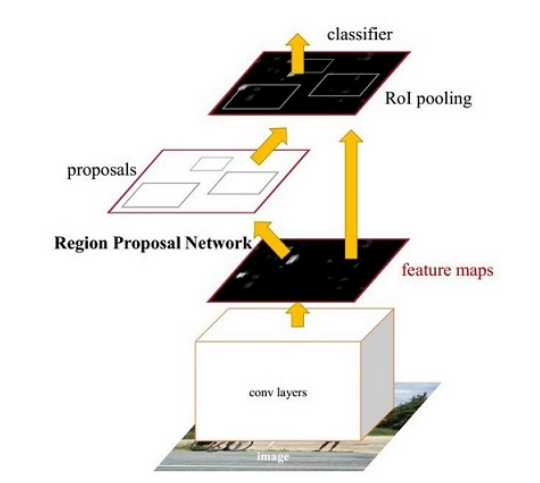 classifier
RoI pooling
proposals
Region Proposal Network
feature maps
conv layers
image